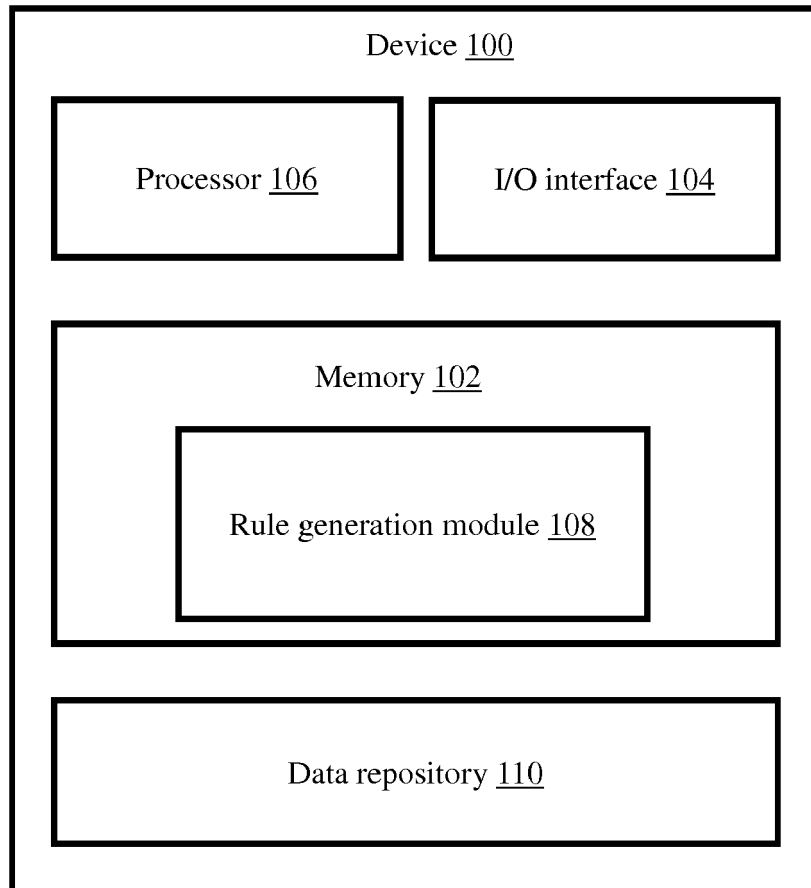 Device 100
Processor 106
I/O interface 104
Memory 102
Rule generation module 108
Data repository 110